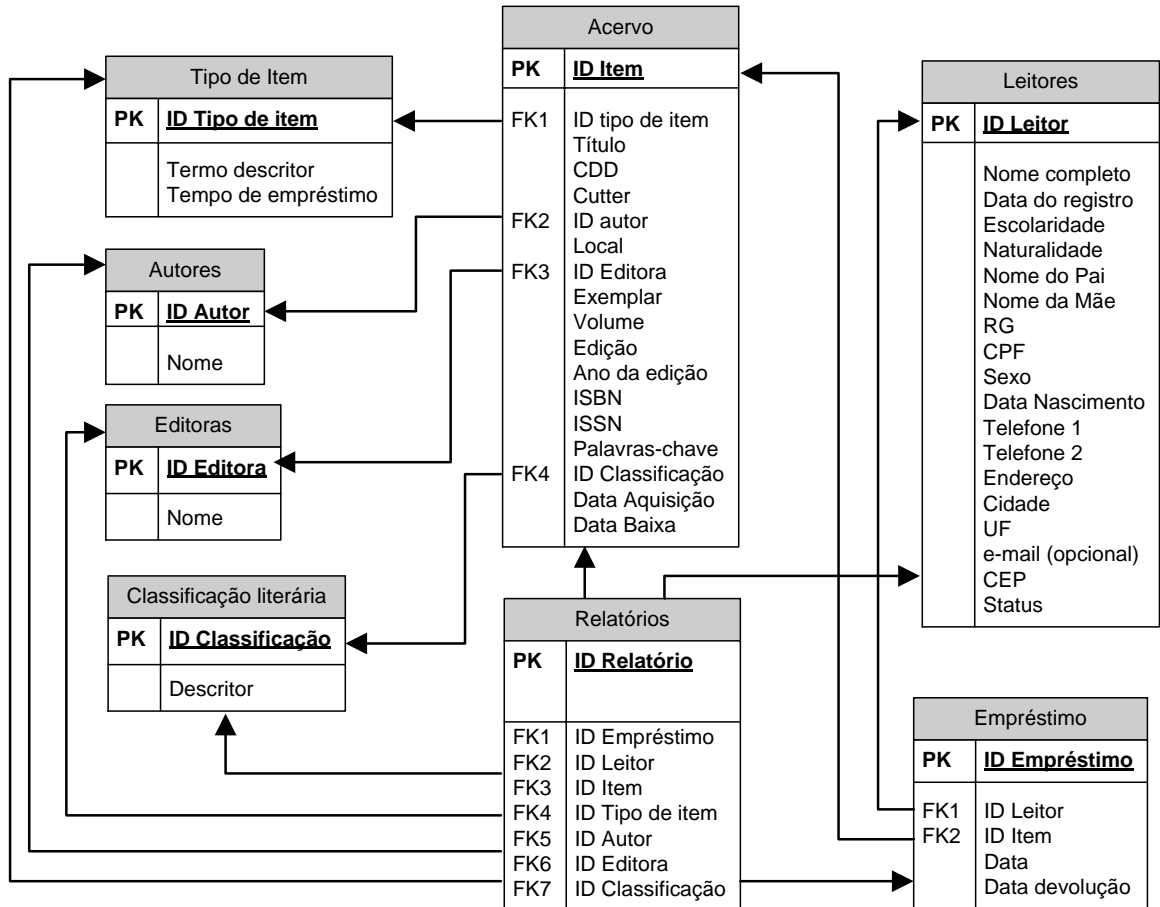 Acervo
PK ID Item
FK1 ID tipo de item
Título
CDD
Cutter
FK2 ID autor
Local
FK3 ID Editora
Exemplar
Volume
Edição
Ano da edição
ISBN
ISSN
Palavras-chave
FK4 ID Classificação
Data Aquisição
Data Baixa
Tipo de Item
PK ID Tipo de item
Termo descritor
Tempo de empréstimo
Autores
PK ID Autor
Nome
Editoras
PK ID Editora
Nome
Classificação literária
PK ID Classificação
Descritor
Leitores
PK ID Leitor
Nome completo
Data do registro
Escolaridade
Naturalidade
Nome do Pai
Nome da Mãe
RG
CPF
Sexo
Data Nascimento
Telefone 1
Telefone 2
Endereço
Cidade
UF
e-mail (opcional)
CEP
Status
Relatórios
PK ID Relatório
FK1 ID Empréstimo
FK2 ID Leitor
FK3 ID Item
FK4 ID Tipo de item
FK5 ID Autor
FK6 ID Editora
FK7 ID Classificação
Empréstimo
PK ID Empréstimo
FK1 ID Leitor
FK2 ID Item
Data
Data devolução